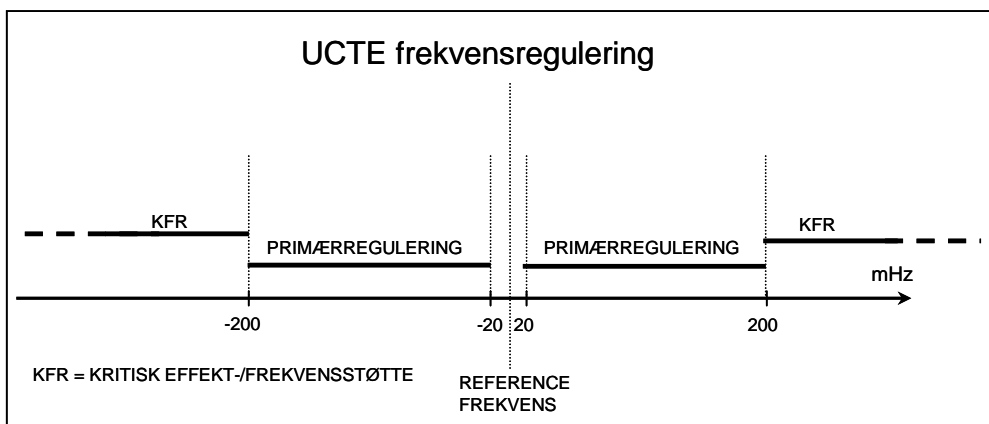 UCTE frekvensregulering
KFR
PRIMÆRREGULERING
PRIMÆRREGULERING
KFR
mHz
-200
-20
20
200
KFR = KRITISK EFFEKT-/FREKVENSSTØTTE
REFERENCE
FREKVENS